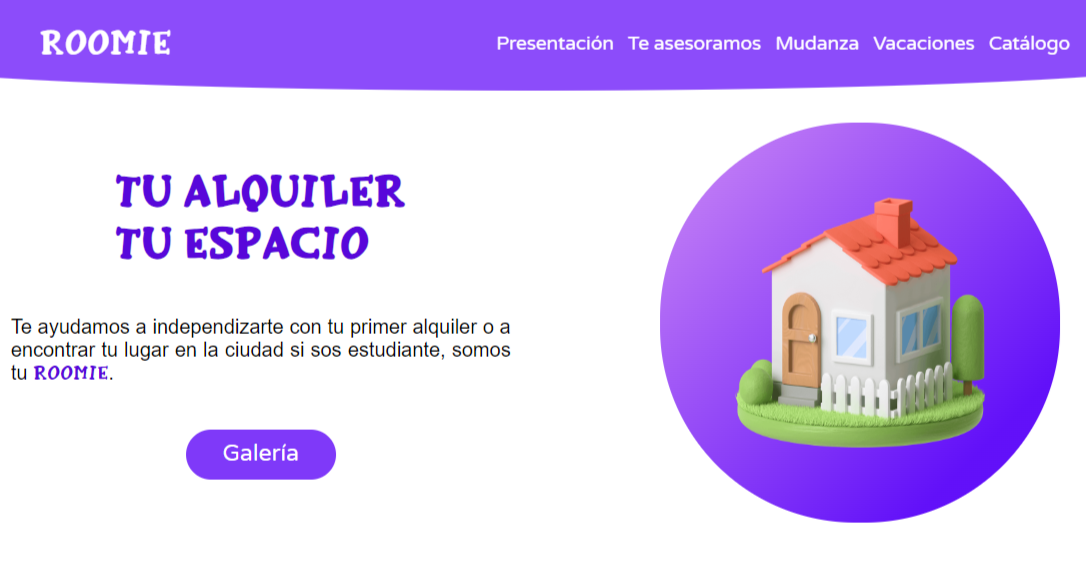 ROOMIE
Presentación Te asesoramos Mudanza Vacaciones Catálogo
TU ALQUILER
TU ESPACIO
Te ayudamos a independizarte con tu primer alquiler o a
encontrar tu lugar en la ciudad si sos estudiante, somos
tu ROOMIE.
Galería